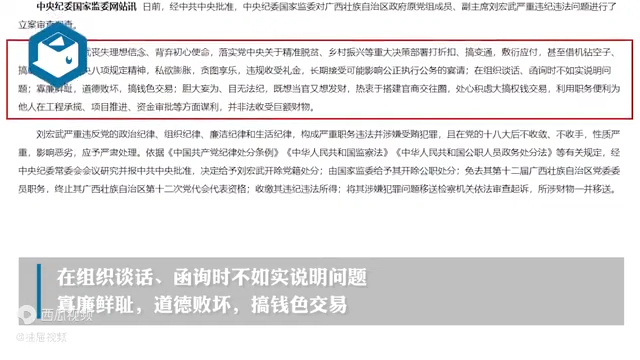 中央纪委国家监委网站讯 日前，经中共中央批准，中央纪委国家监委对广西壮族自治区政府原党组成员、副主席刘宏武严重违纪违法问题进行了
立案审查
武丧失理想信念、背弃初心使命，落实党中央关于精准脱贫、乡村振兴等重大决策部署打折扣、搞变通、敷衍应付，甚至借机钻空子、
搞
央八项规定精神，私欲膨胀，贪图享乐，违规收受礼金，长期接受可能影响公正执行公务的宴请；在组织谈话、函询时不如实说明问
题；寡廉鲜耻，道德败坏，搞钱色交易；胆大妄为、目无法纪，既想当官又想发财，热衷于搭建官商交往圈，处心积虑大搞权钱交易，利用职务便利为
他人在工程承揽、项目推进、资金审批等方面谋利，并非法收受巨额财物。
刘宏武严重违反党的政治纪律、组织纪律、廉洁纪律和生活纪律，构成严重职务违法并涉嫌受贿犯罪，且在党的十八大后不收敛、不收手，性质严
重，影响恶劣，应予严肃处理。依据《中国共产党纪律处分条例》《中华人民共和国监察法》《中华人民共和国公职人员政务处分法》等有关规定，经
中央纪委常委会会议研究并报中共中央批准，决定给予刘宏武开除党籍处分；由国家监委给予其开除公职处分；免去其第十二届广西壮族自治区党委委
员职务，终止其广西壮族自治区第十二次党代会代表资格；收缴其违纪违法所得；将其涉嫌犯罪问题移送检察机关依法审查起诉，所涉财物一并移送。
在组织谈话、函询时不如实说明问题
寡廉鲜耻，道德败坏，搞钱色交易
西瓜视频